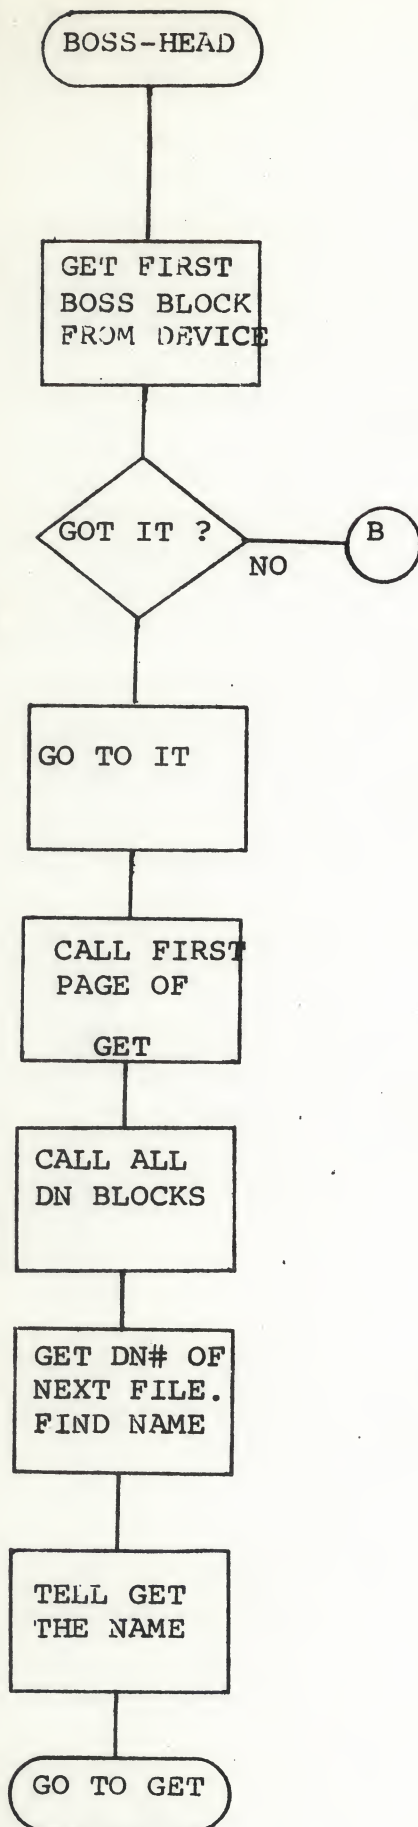 BOSS-HEAD
GET FIRST
BOSS BLOCK
FROM DEVICE
GOT IT ?
B
NO
GO TO IT
CALL FIRST
PAGE OF
GET
CALL ALL
DN BLOCKS
GET DN# OF
NEXT FILE.
FIND NAME
TELL GET
THE NAME
GO TO GET